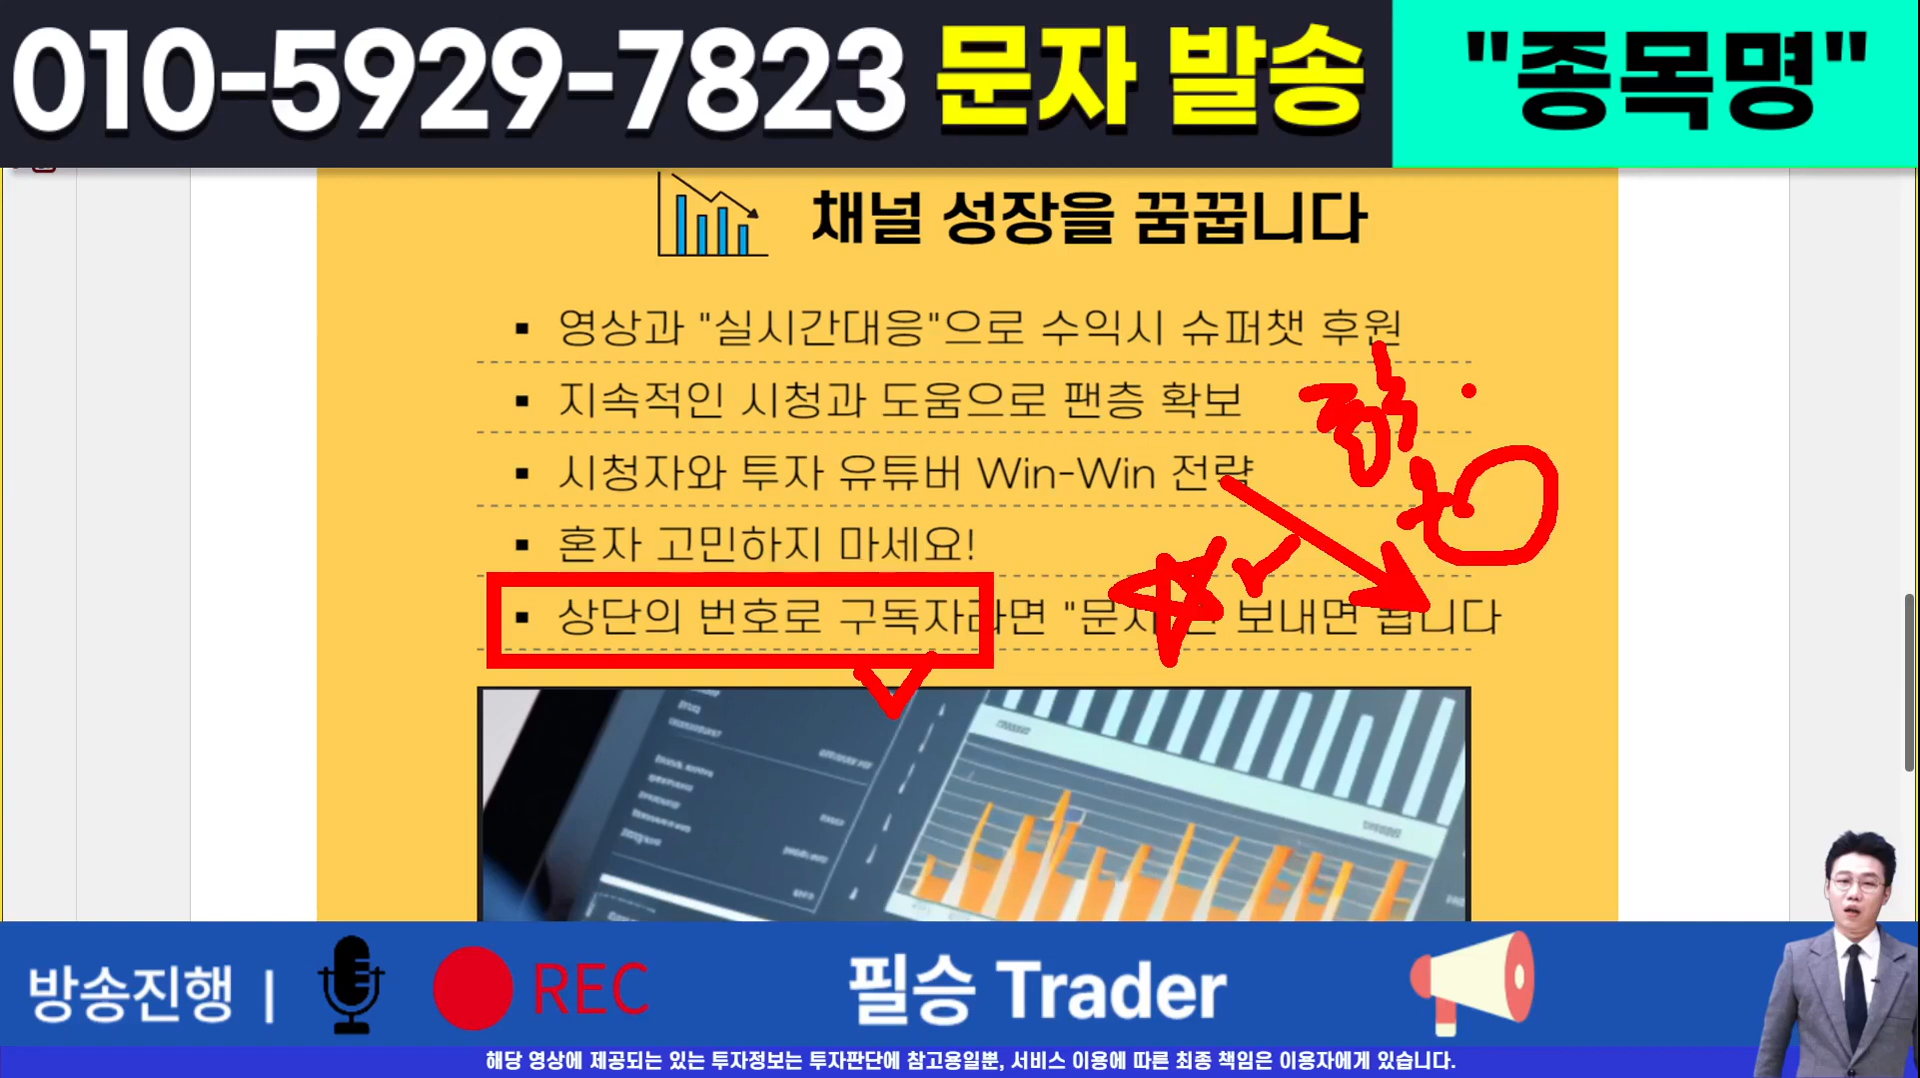 010-5929-7823 문자 발송 "종목명"
채널 성장을 꿈꿉니다
▪ 영상과 "실시간대응"으로 수익시 슈퍼챗 후원
▪ 지속적인 시청과 도움으로 팬층 확보
▪ 시청자와 투자 유튜버 Win-Win 전략
▪ 혼자 고민하지 마세요!
▪ 상단의 번호로 구독자라면 "문자" 보내면 됩니다
방송진행 | REC 필승 Trader
해당 영상에 제공되는 있는 투자정보는 투자판단에 참고용일뿐, 서비스 이용에 따른 최종 책임은 이용자에게 있습니다.